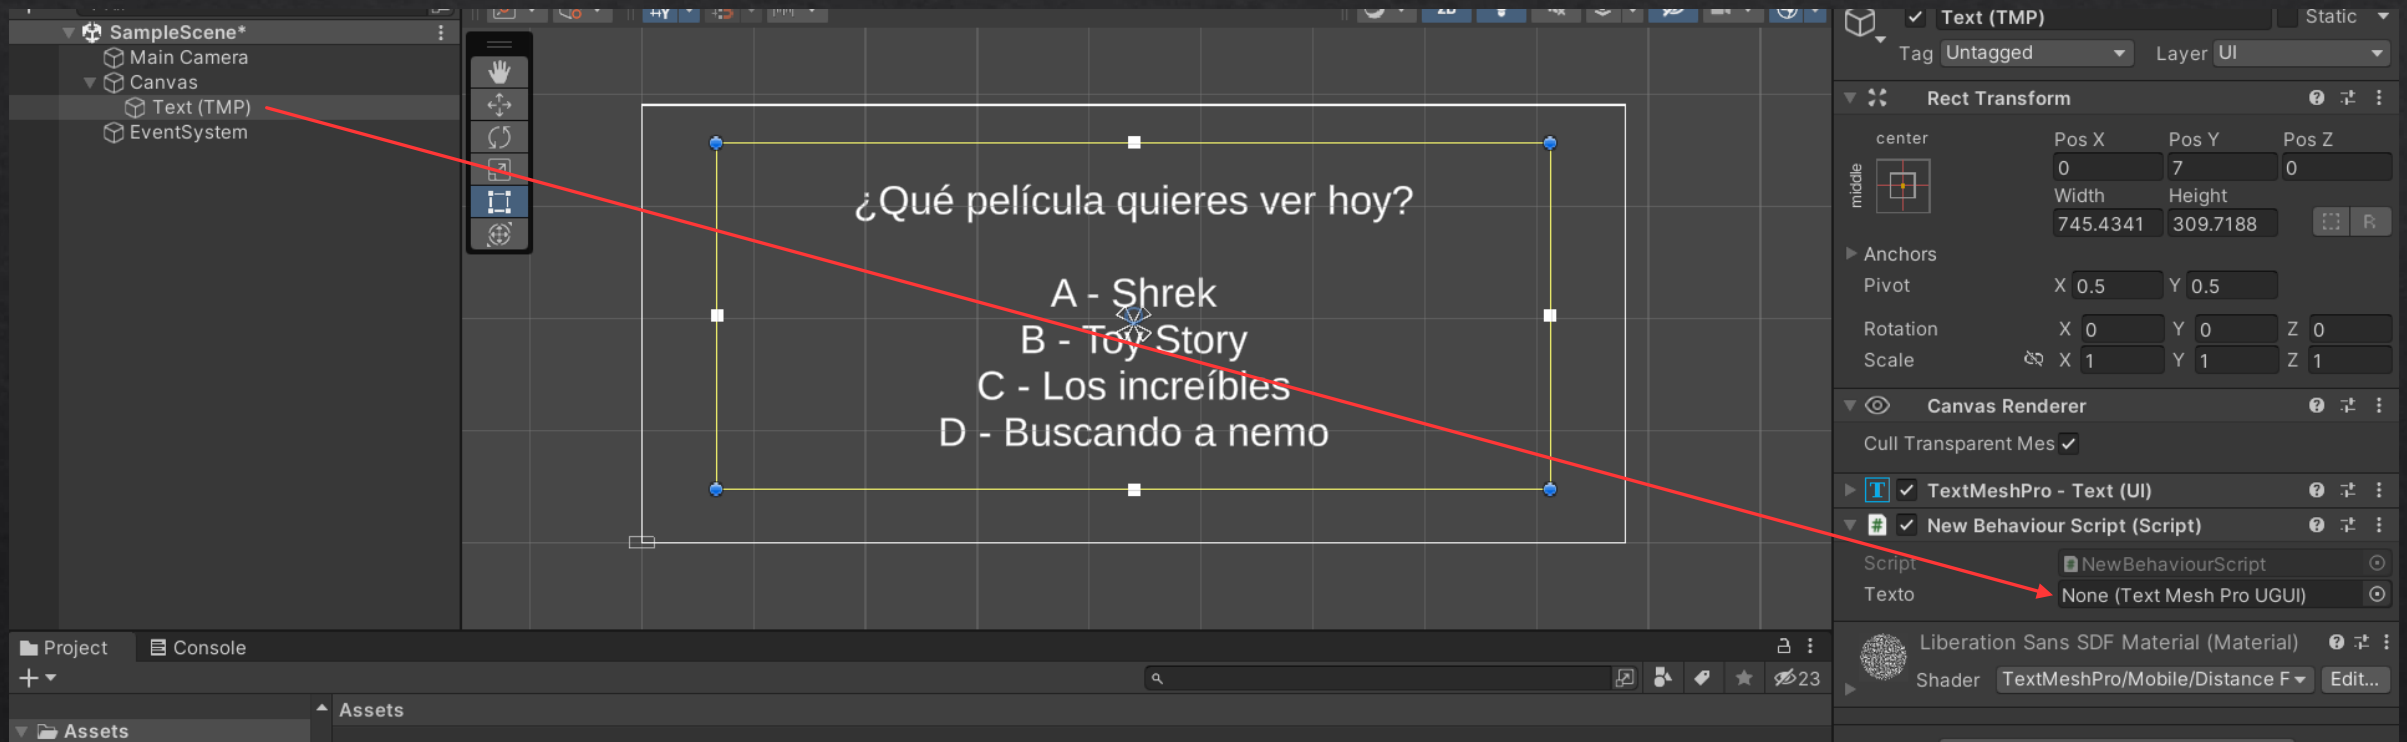 SampleScene*
Main Camera
Canvas
Text (TMP)
EventSystem
2D
¿Qué película quieres ver hoy?
A - Shrek
B - Toy Story
C - Los increíbles
D - Buscando a nemo
Text (TMP)
Static
Tag Untagged Layer UI
Rect Transform
center
middle
Pos X Pos Y Pos Z
0 7 0
Width Height
745.4341 309.7188 R
Anchors
Pivot X 0.5 Y 0.5
Rotation X 0 Y 0 Z 0
Scale X 1 Y 1 Z 1
Canvas Renderer
Cull Transparent Mes
TextMeshPro - Text (UI)
New Behaviour Script (Script)
Script NewBehaviourScript
Texto None (Text Mesh Pro UGUI)
Liberation Sans SDF Material (Material)
Shader TextMeshPro/Mobile/Distance F Edit...
Project Console
23
Assets
Assets